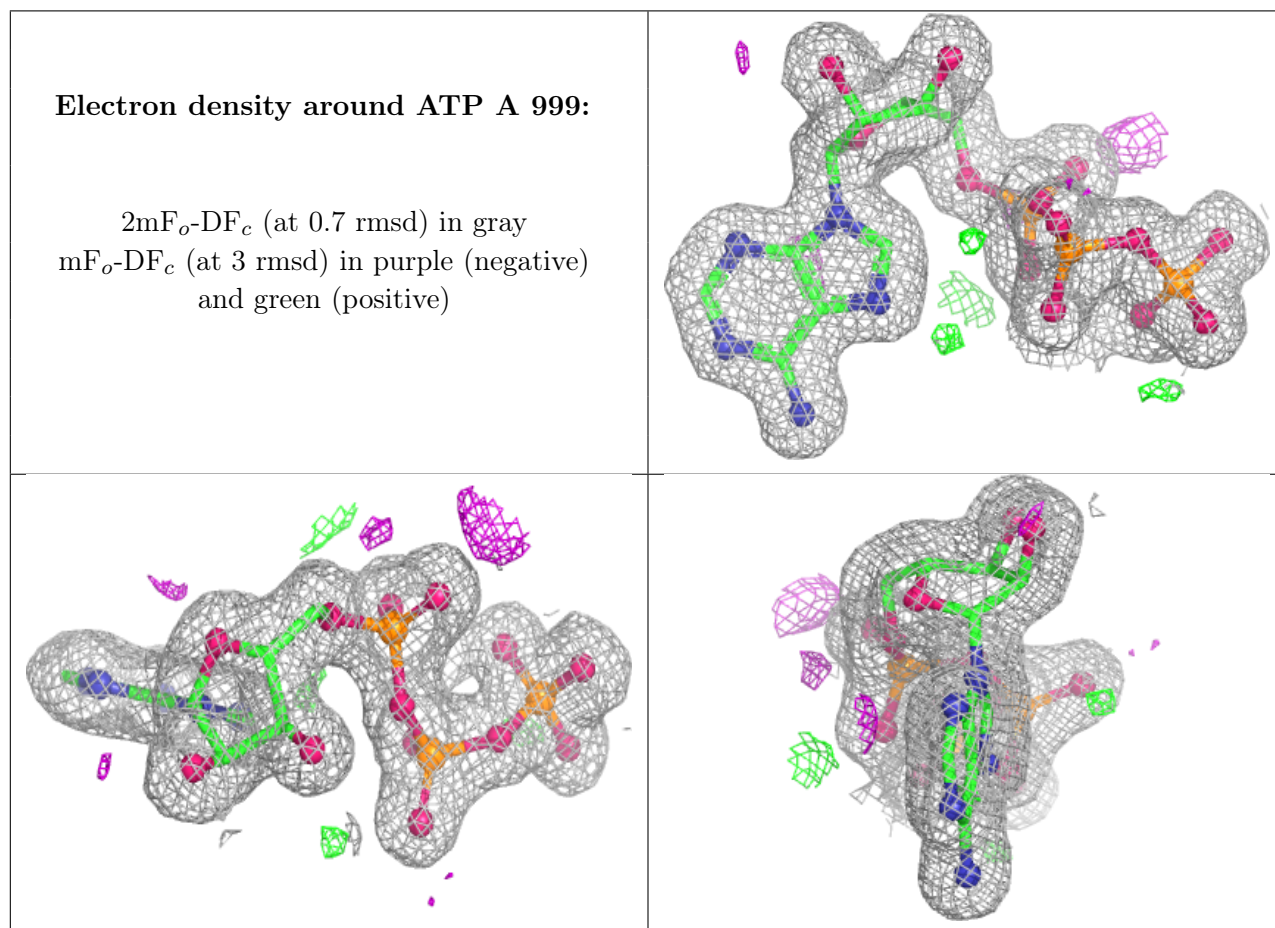 Electron density around ATP A 999:
2mFo-DFc (at 0.7 rmsd) in gray
mFo-DFc (at 3 rmsd) in purple (negative)
and green (positive)